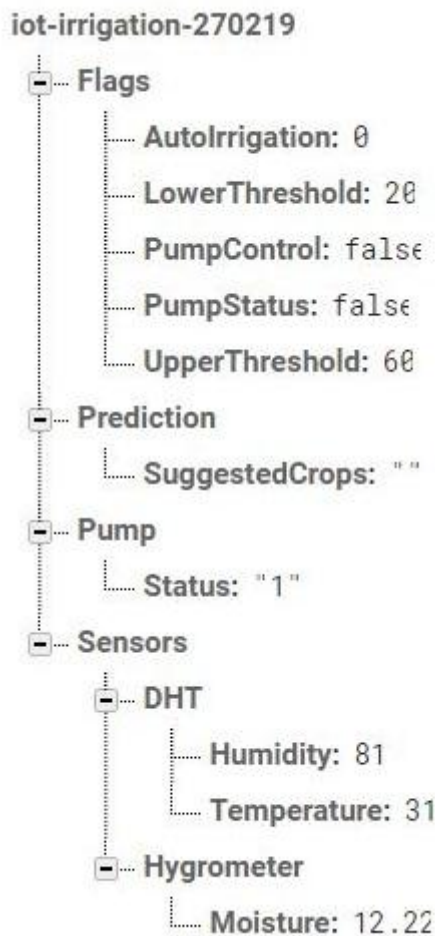 iot-irrigation-270219
Flags
AutoIrrigation: 0
LowerThreshold: 20
PumpControl: false
PumpStatus: false
UpperThreshold: 60
Prediction
SuggestedCrops: ""
Pump
Status: "1"
Sensors
DHT
Humidity: 81
Temperature: 31
Hygrometer
Moisture: 12.22